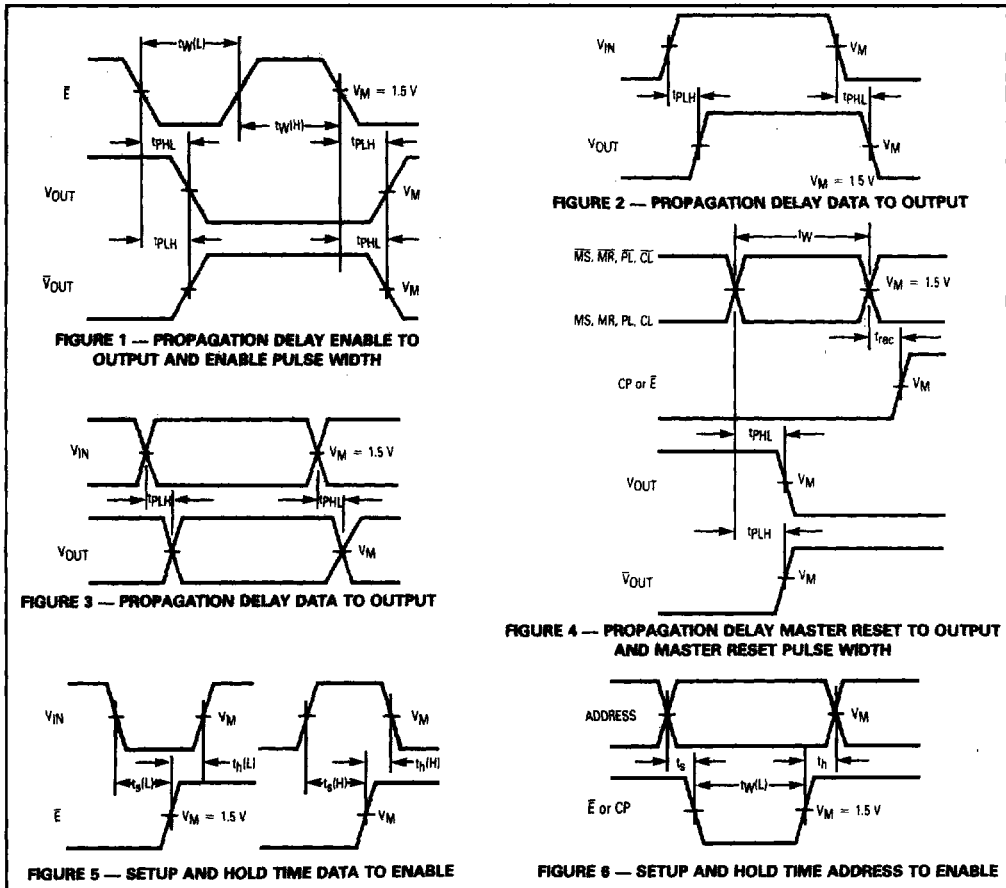 tW(L)
E̅
VM = 1.5 V
tW(H)
tPHL
tPLH
VOUT
VM
tPLH
tPHL
V̅OUT
VM
FIGURE 1 — PROPAGATION DELAY ENABLE TO
OUTPUT AND ENABLE PULSE WIDTH
VIN
VM
tPLH
tPHL
VOUT
VM
VM = 1.5 V
FIGURE 2 — PROPAGATION DELAY DATA TO OUTPUT
VIN
VM = 1.5 V
tPLH
tPHL
VOUT
VM
FIGURE 3 — PROPAGATION DELAY DATA TO OUTPUT
tW
M̅S̅, M̅R̅, P̅L̅, C̅L̅
VM = 1.5 V
MS, MR, PL, CL
trec
CP or E̅
VM
tPHL
VOUT
VM
tPLH
V̅OUT
VM
FIGURE 4 — PROPAGATION DELAY MASTER RESET TO OUTPUT
AND MASTER RESET PULSE WIDTH
VIN
VM
VM
th(L)
th(H)
ts(L)
ts(H)
E̅
VM = 1.5 V
VM
FIGURE 5 — SETUP AND HOLD TIME DATA TO ENABLE
ADDRESS
VM
ts
th
tW(L)
E̅ or CP
VM = 1.5 V
FIGURE 6 — SETUP AND HOLD TIME ADDRESS TO ENABLE